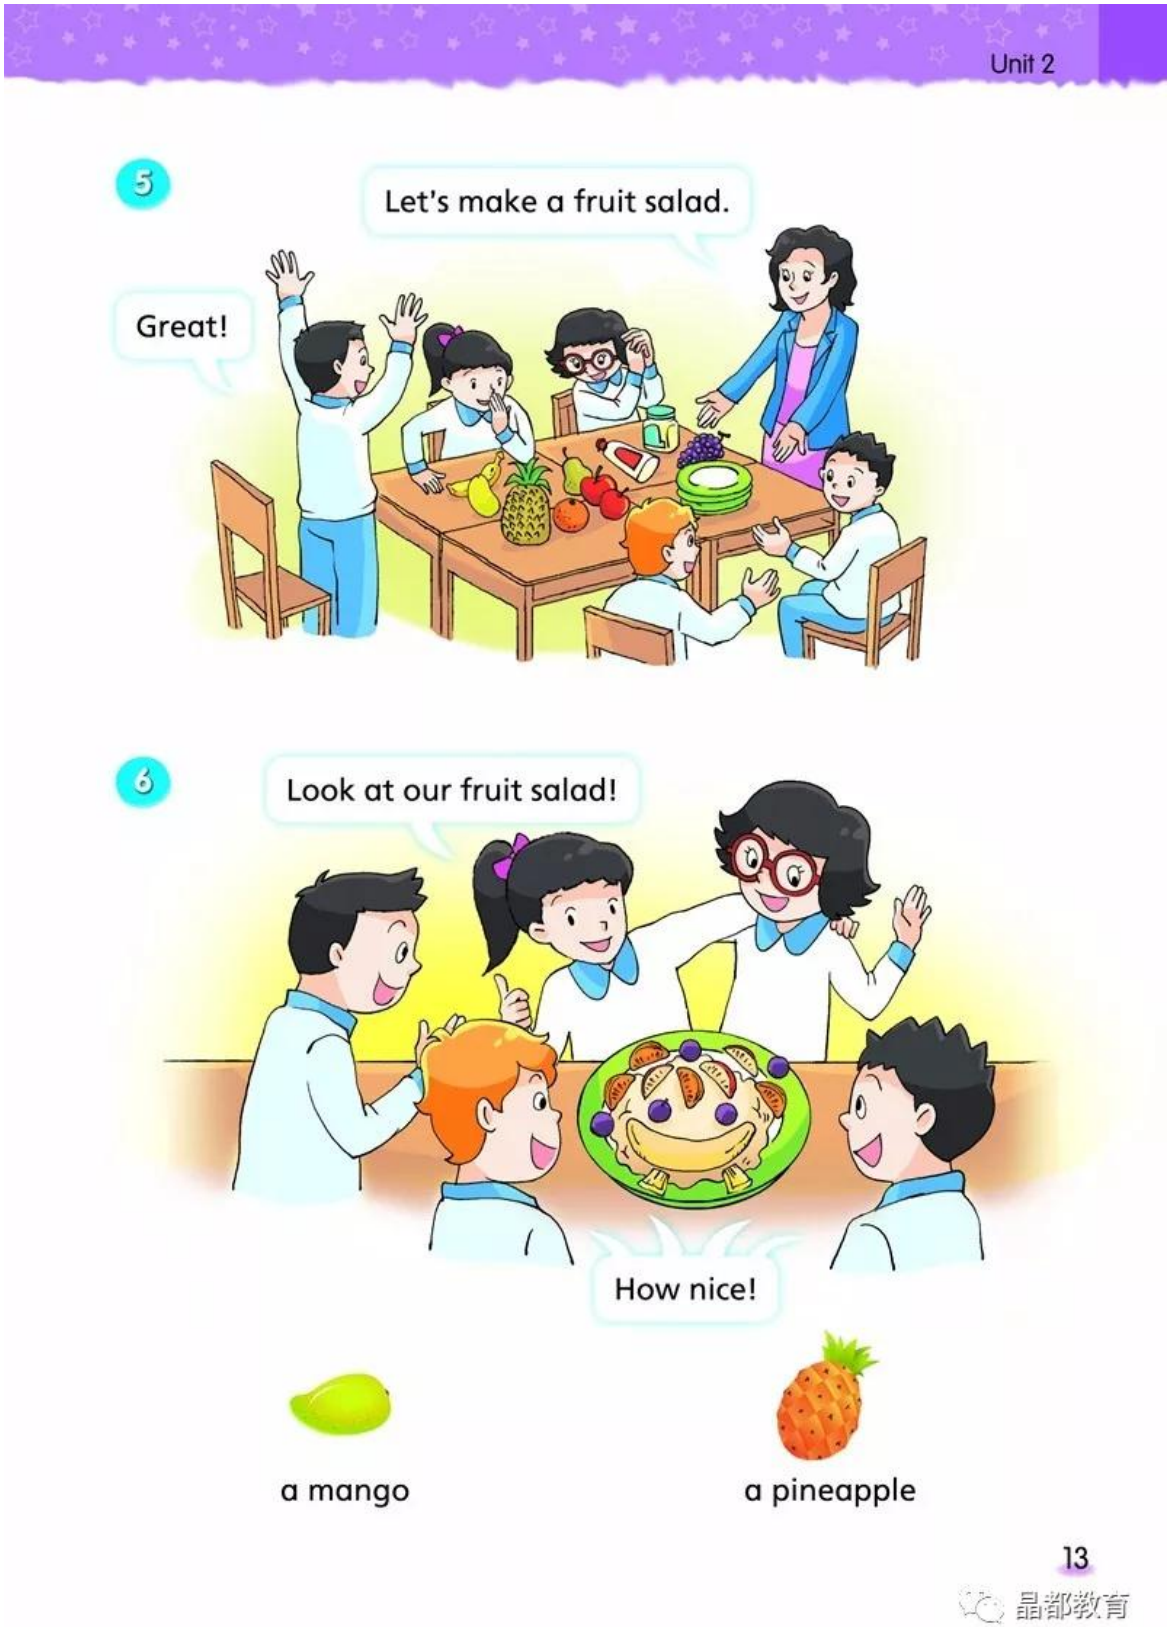 Unit 2
5
Let's make a fruit salad.
Great!
6
Look at our fruit salad!
How nice!
a mango
a pineapple
13
晶都教育